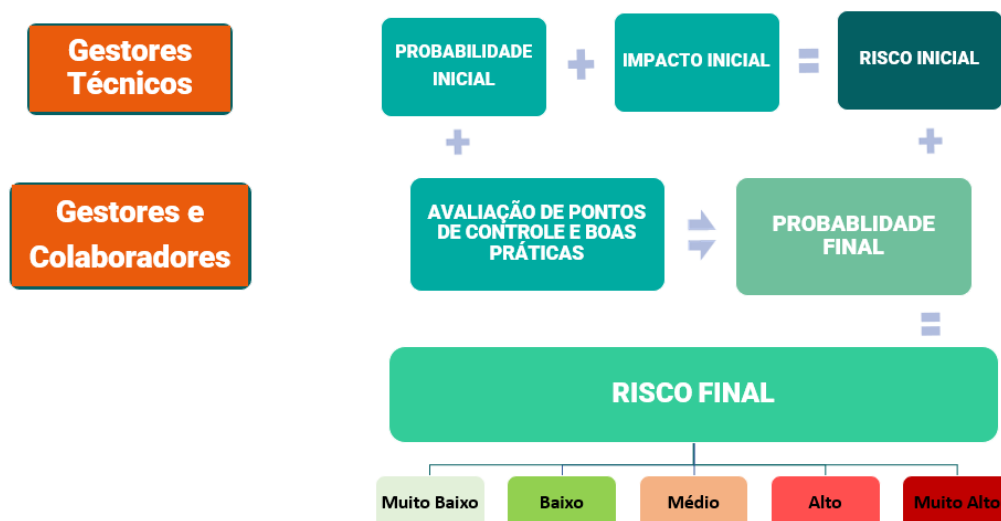 Gestores
Técnicos
PROBABILIDADE
INICIAL
+
IMPACTO INICIAL
=
RISCO INICIAL
+
+
Gestores e
Colaboradores
AVALIAÇÃO DE PONTOS
DE CONTROLE E BOAS
PRÁTICAS
PROBABLIDADE
FINAL
=
RISCO FINAL
Muito Baixo
Baixo
Médio
Alto
Muito Alto